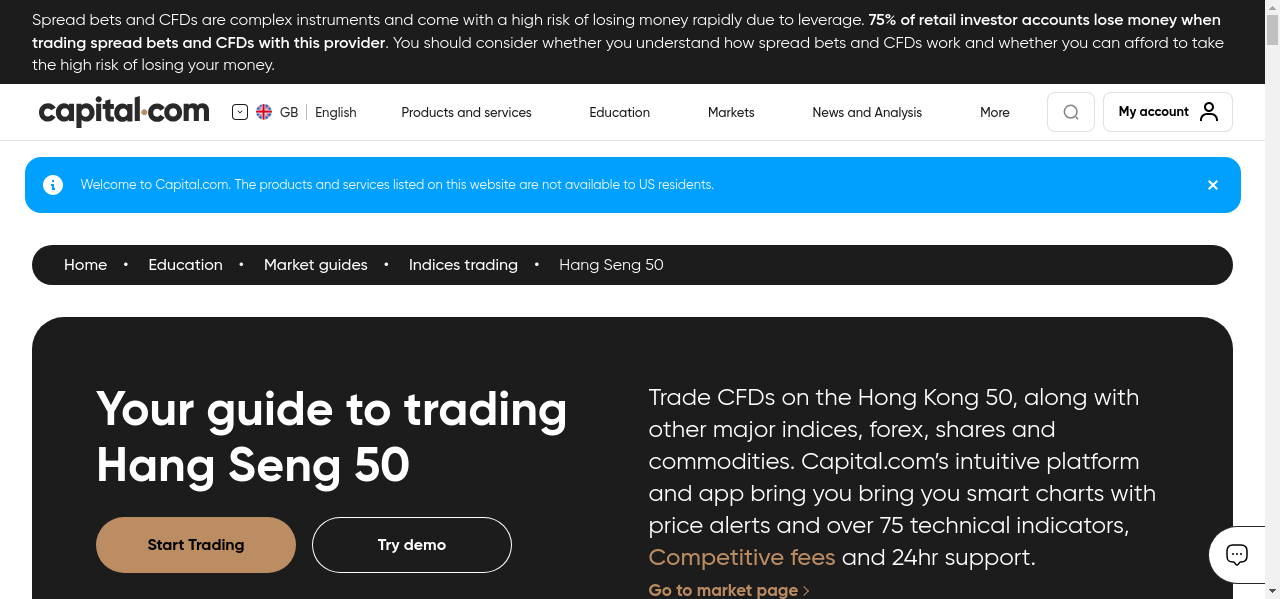 Spread bets and CFDs are complex instruments and come with a high risk of losing money rapidly due to leverage. 75% of retail investor accounts lose money when
trading spread bets and CFDs with this provider. You should consider whether you understand how spread bets and CFDs work and whether you can afford to take
the high risk of losing your money.
capital.com GB English Products and services Education Markets News and Analysis More My account
Welcome to Capital.com. The products and services listed on this website are not available to US residents.
Home • Education • Market guides • Indices trading • Hang Seng 50
Your guide to trading
Hang Seng 50
Start Trading Try demo
Trade CFDs on the Hong Kong 50, along with
other major indices, forex, shares and
commodities. Capital.com's intuitive platform
and app bring you bring you smart charts with
price alerts and over 75 technical indicators,
Competitive fees and 24hr support.
Go to market page